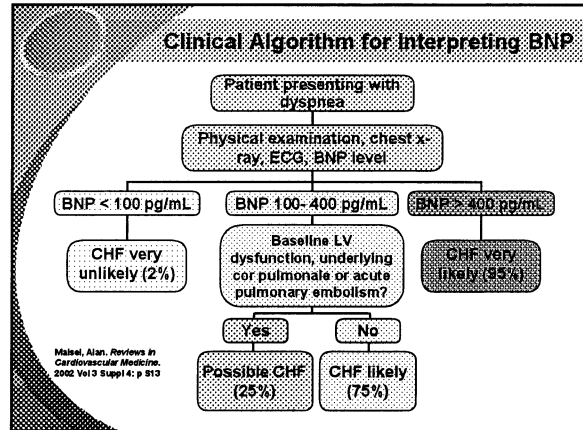 Clinical Algorithm for Interpreting BNP
Patient presenting with
dyspnea
Physical examination, chest x-
ray, ECG, BNP level
BNP < 100 pg/mL
BNP 100- 400 pg/mL
BNP > 400 pg/mL
CHF very
unlikely (2%)
Baseline LV
dysfunction, underlying
cor pulmonale or acute
pulmonary embolism?
CHF very
likely (95%)
Yes
No
Possible CHF
(25%)
CHF likely
(75%)
Maisel, Alan. Reviews in
Cardiovascular Medicine.
2002 Vol 3 Suppl 4: p S13